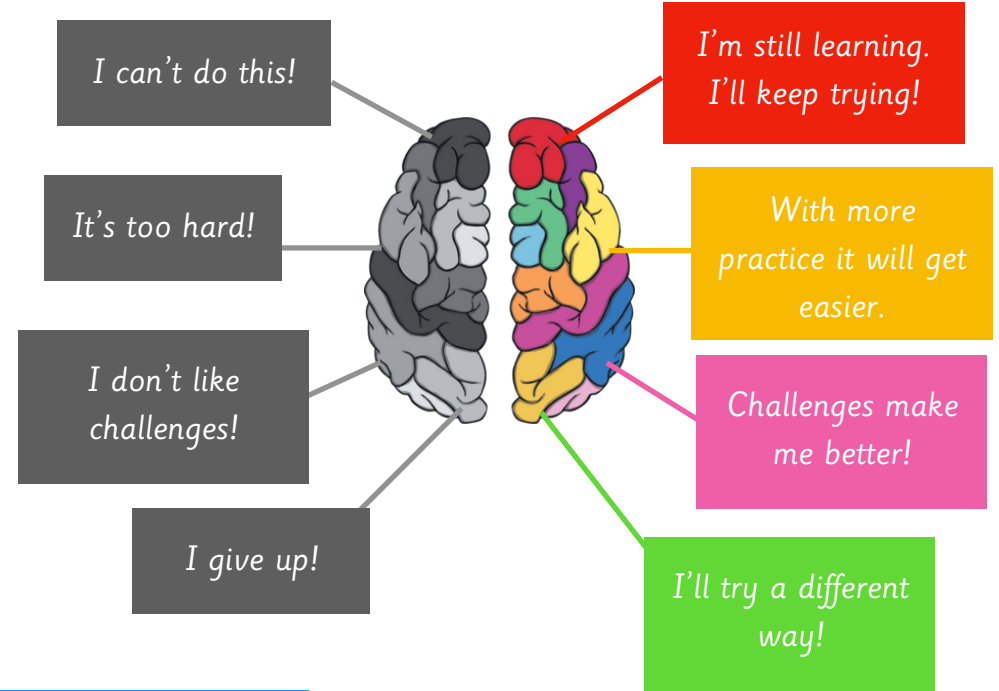 I can't do this!
It's too hard!
I don't like
challenges!
I give up!
I'm still learning.
I'll keep trying!
With more
practice it will get
easier.
Challenges make
me better!
I'll try a different
way!